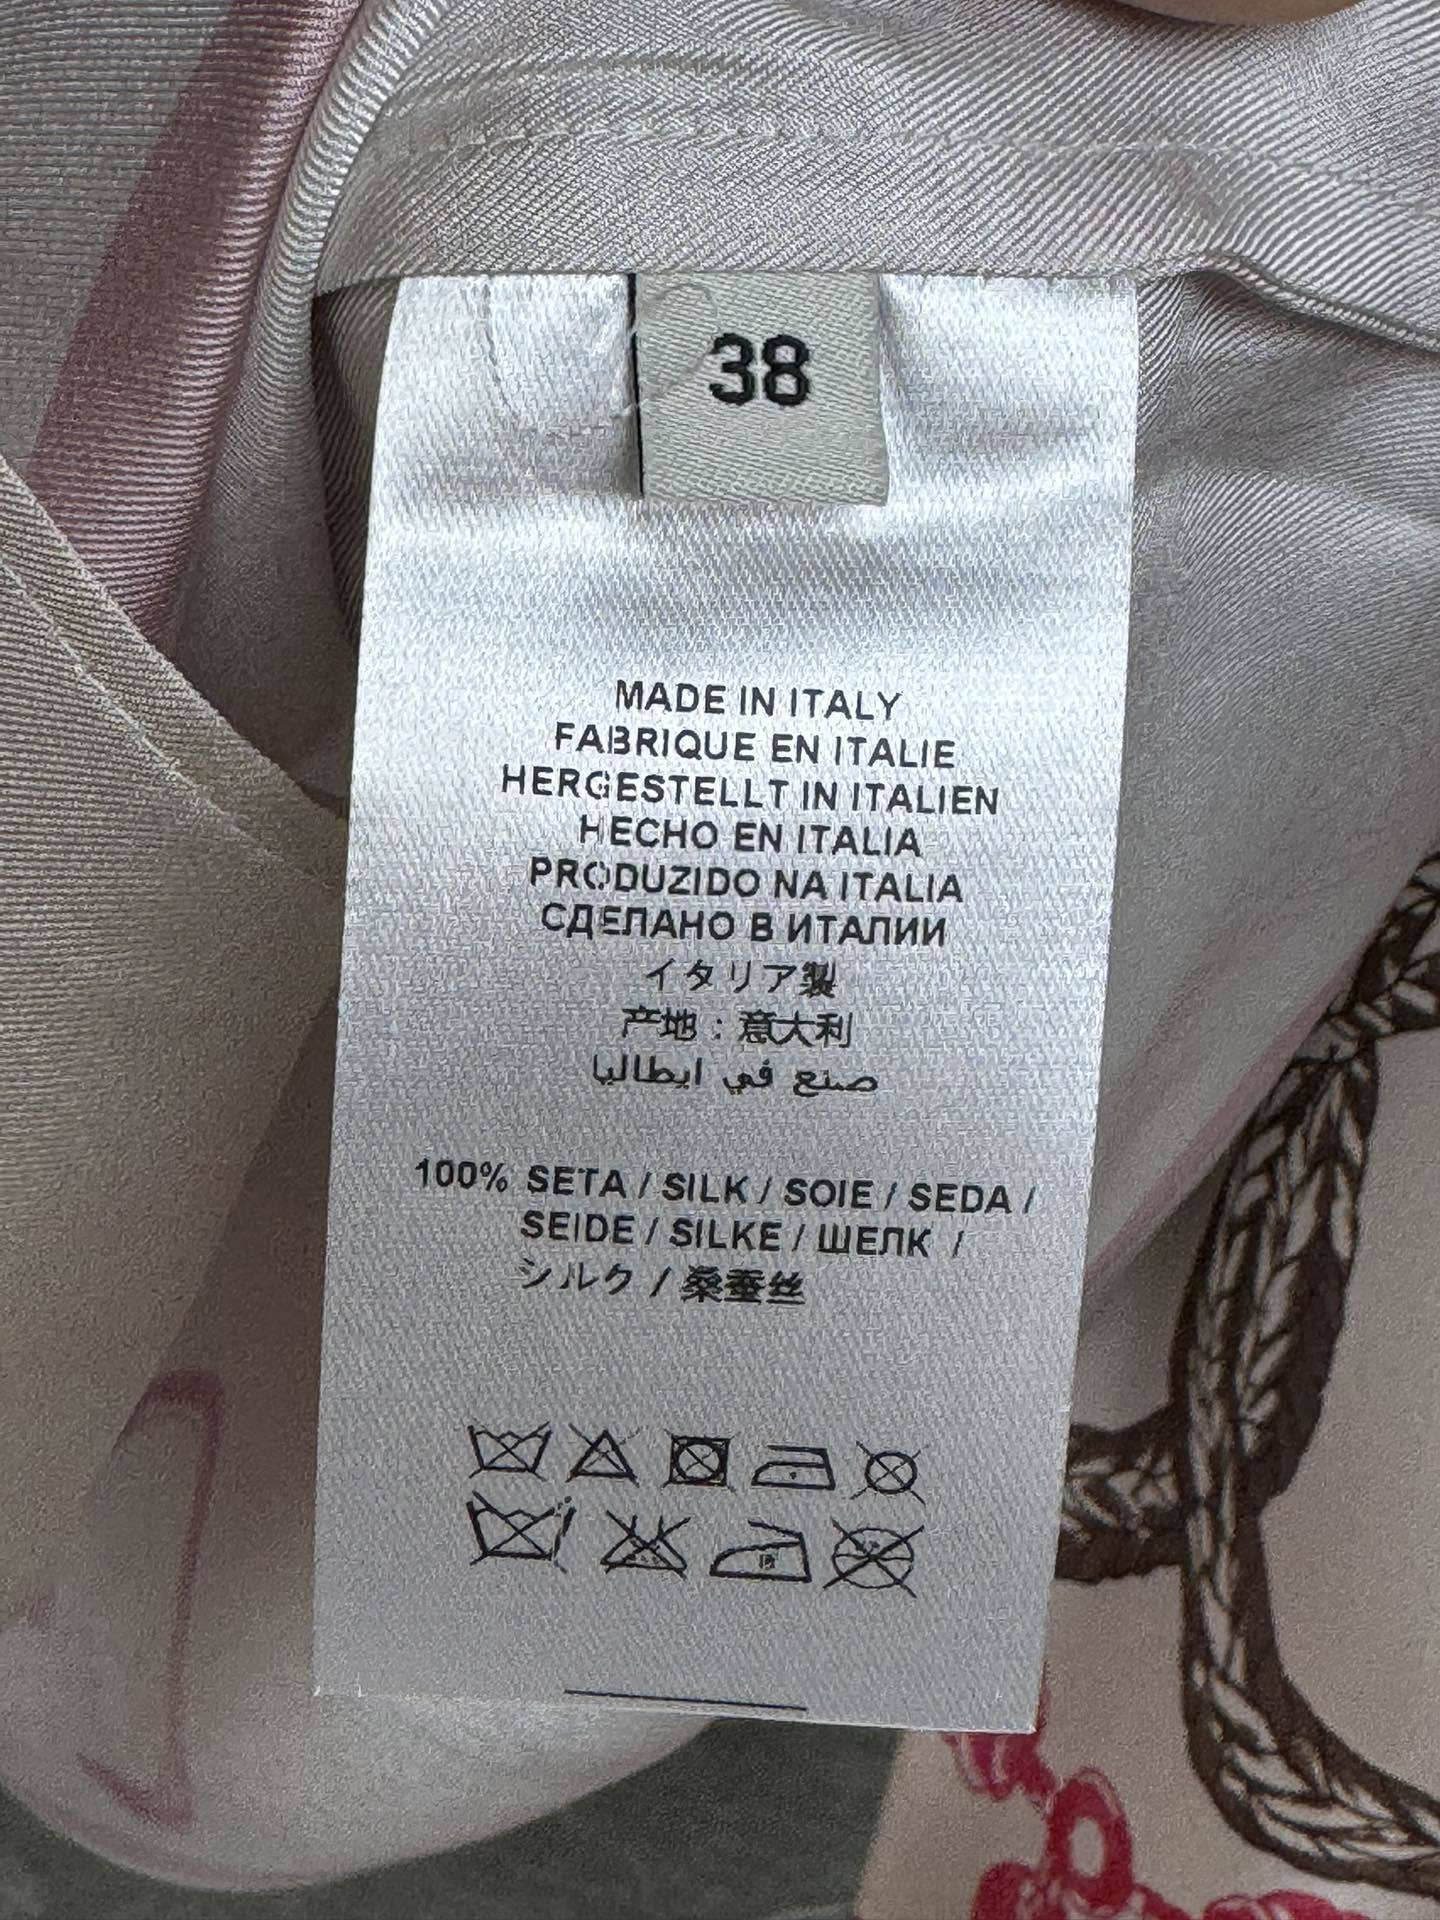 38
MADE IN ITALY
FABRIQUE EN ITALIE
HERGESTELLT IN ITALIEN
HECHO EN ITALIA
PRODUZIDO NA ITALIA
СДЕЛАНО В ИТАЛИИ
イタリア製
产地：意大利
صنع في ايطاليا
100% SETA / SILK / SOIE / SEDA /
SEIDE / SILKE / ШЕЛК /
シルク / 桑蚕丝